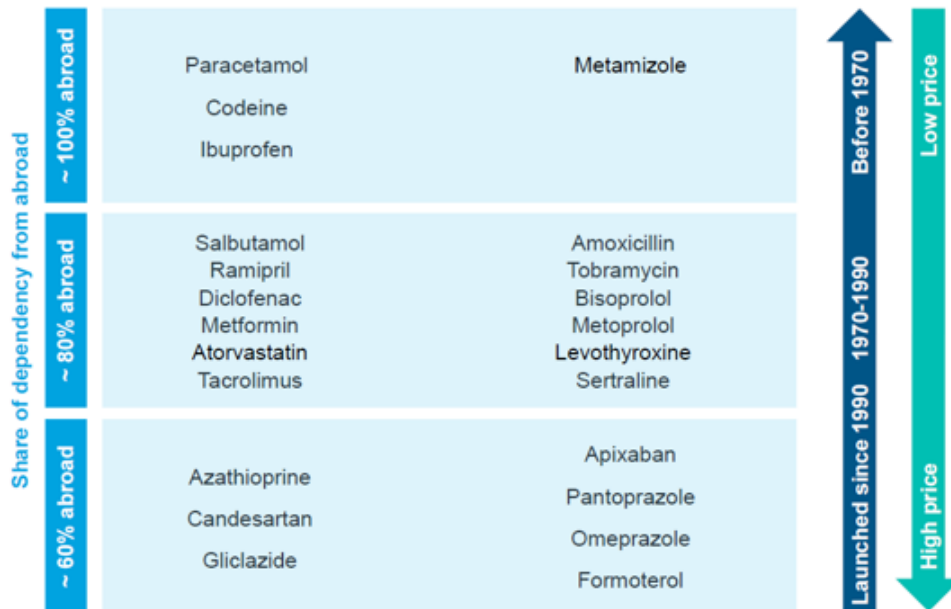 Share of dependency from abroad
~ 100% abroad
Paracetamol
Codeine
Ibuprofen
Metamizole
~ 80% abroad
Salbutamol
Ramipril
Diclofenac
Metformin
Atorvastatin
Tacrolimus
Amoxicillin
Tobramycin
Bisoprolol
Metoprolol
Levothyroxine
Sertraline
~ 60% abroad
Azathioprine
Candesartan
Gliclazide
Apixaban
Pantoprazole
Omeprazole
Formoterol
Before 1970
1970-1990
Launched since 1990
Low price
High price